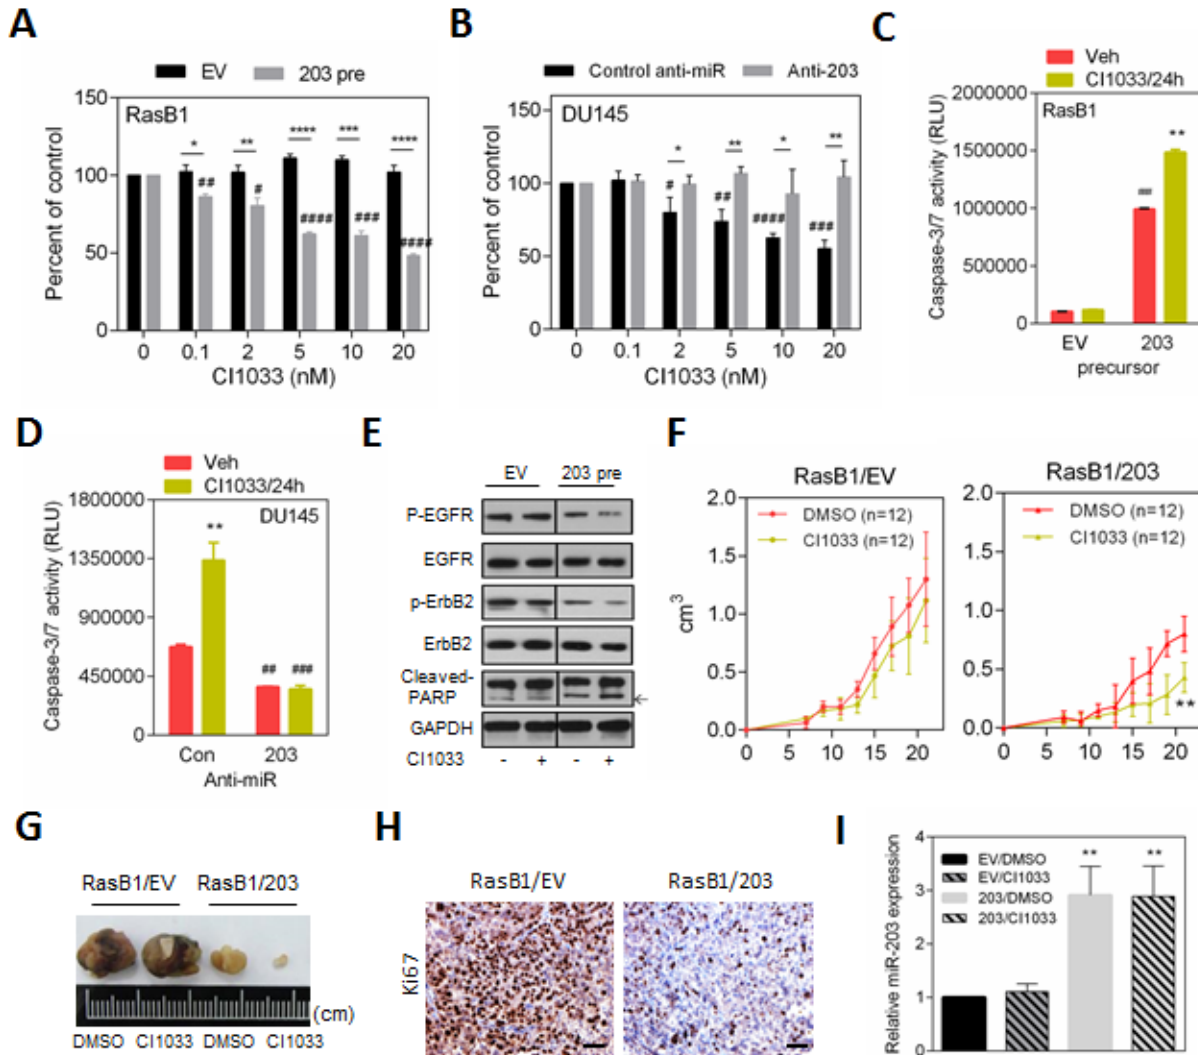 A
EV 203 pre
RasB1
Percent of control
150
100
50
0
* ** **** *** ****
## # #### ### ####
0 0.1 2 5 10 20
CI1033 (nM)
B
Control anti-miR Anti-203
DU145
Percent of control
150
100
50
0
* ** * **
# ## #### ###
0 0.1 2 5 10 20
CI1033 (nM)
C
Veh
CI1033/24h
RasB1
Caspase-3/7 activity (RLU)
2000000
1500000
1000000
500000
0
**
EV 203
precursor
D
Veh
CI1033/24h
DU145
Caspase-3/7 activity (RLU)
1800000
1350000
900000
450000
0
**
## ###
Con 203
Anti-miR
E
EV 203 pre
P-EGFR
EGFR
p-ErbB2
ErbB2
Cleaved-
PARP
GAPDH
CI1033 - + - +
F
RasB1/EV
DMSO (n=12)
CI1033 (n=12)
cm3
2.0
1.5
1.0
0.5
0.0
0 5 10 15 20
RasB1/203
DMSO (n=12)
CI1033 (n=12)
2.0
1.5
1.0
0.5
0.0
**
0 5 10 15 20
G
RasB1/EV RasB1/203
(cm)
DMSO CI1033 DMSO CI1033
H
RasB1/EV RasB1/203
Ki67
I
Relative miR-203 expression
4
3
2
1
0
EV/DMSO
EV/CI1033
203/DMSO
203/CI1033
** **